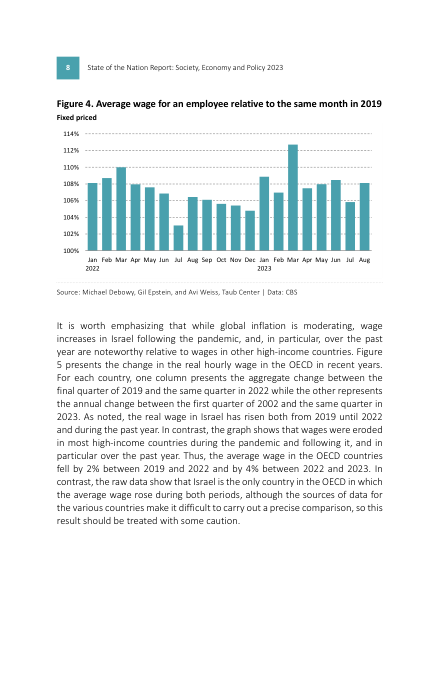 8 State of the Nation Report: Society, Economy and Policy 2023
Figure 4. Average wage for an employee relative to the same month in 2019
Fixed priced
114%
112%
110%
108%
106%
104%
102%
100%
Jan Feb Mar Apr May Jun Jul Aug Sep Oct Nov Dec Jan Feb Mar Apr May Jun Jul Aug
2022 2023
Source: Michael Debowy, Gil Epstein, and Avi Weiss, Taub Center | Data: CBS
It is worth emphasizing that while global inflation is moderating, wage
increases in Israel following the pandemic, and, in particular, over the past
year are noteworthy relative to wages in other high-income countries. Figure
5 presents the change in the real hourly wage in the OECD in recent years.
For each country, one column presents the aggregate change between the
final quarter of 2019 and the same quarter in 2022 while the other represents
the annual change between the first quarter of 2002 and the same quarter in
2023. As noted, the real wage in Israel has risen both from 2019 until 2022
and during the past year. In contrast, the graph shows that wages were eroded
in most high-income countries during the pandemic and following it, and in
particular over the past year. Thus, the average wage in the OECD countries
fell by 2% between 2019 and 2022 and by 4% between 2022 and 2023. In
contrast, the raw data show that Israel is the only country in the OECD in which
the average wage rose during both periods, although the sources of data for
the various countries make it difficult to carry out a precise comparison, so this
result should be treated with some caution.